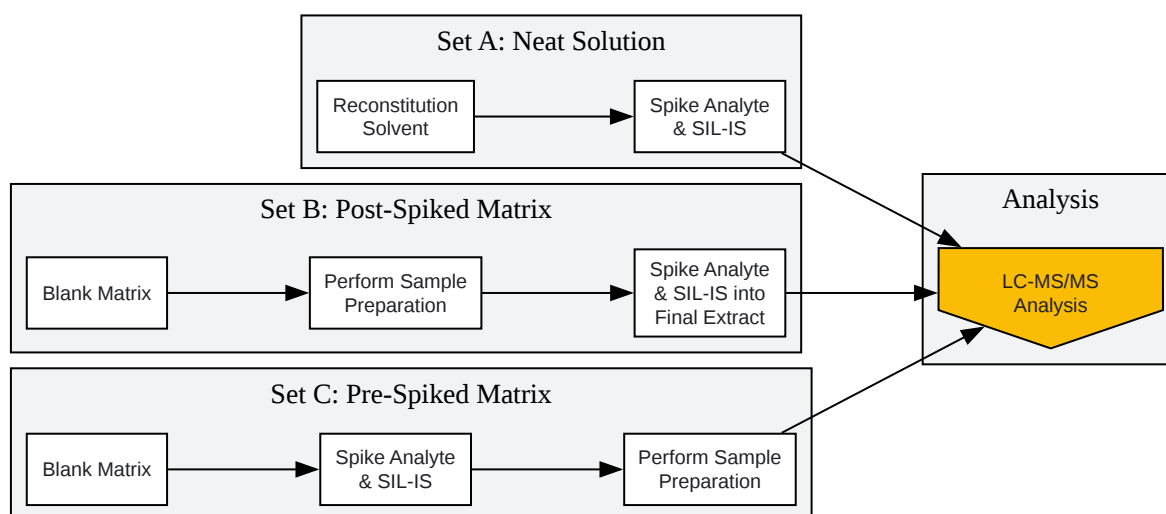 Set A: Neat Solution
Reconstitution
Solvent
Spike Analyte
& SIL-IS
Set B: Post-Spiked Matrix
Blank Matrix
Perform Sample
Preparation
Spike Analyte
& SIL-IS into
Final Extract
Set C: Pre-Spiked Matrix
Blank Matrix
Spike Analyte
& SIL-IS
Perform Sample
Preparation
Analysis
LC-MS/MS
Analysis